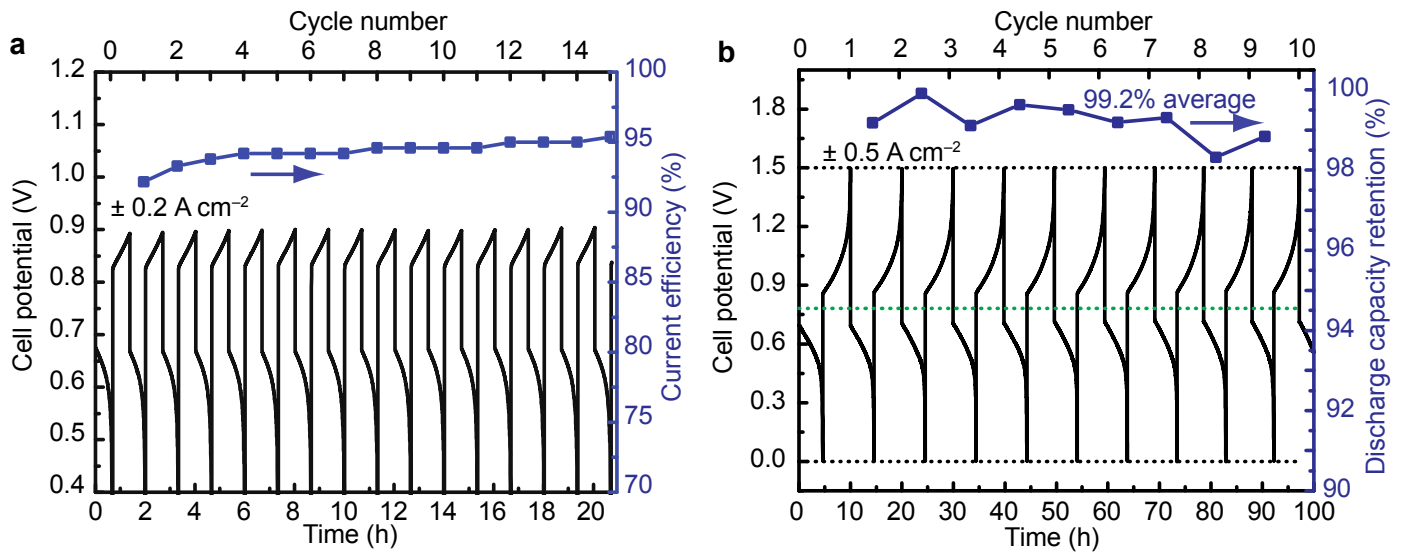 a
Cycle number
0 2 4 6 8 10 12 14
1.2
1.1
1.0
0.9
0.8
0.7
0.6
0.5
0.4
Cell potential (V)
± 0.2 A cm⁻²
100
95
90
85
80
75
70
Current efficiency (%)
0 2 4 6 8 10 12 14 16 18 20
Time (h)
b
Cycle number
0 1 2 3 4 5 6 7 8 9 10
1.8
1.5
1.2
0.9
0.6
0.3
0.0
Cell potential (V)
99.2% average
± 0.5 A cm⁻²
100
98
96
94
92
90
Discharge capacity retention (%)
0 10 20 30 40 50 60 70 80 90 100
Time (h)